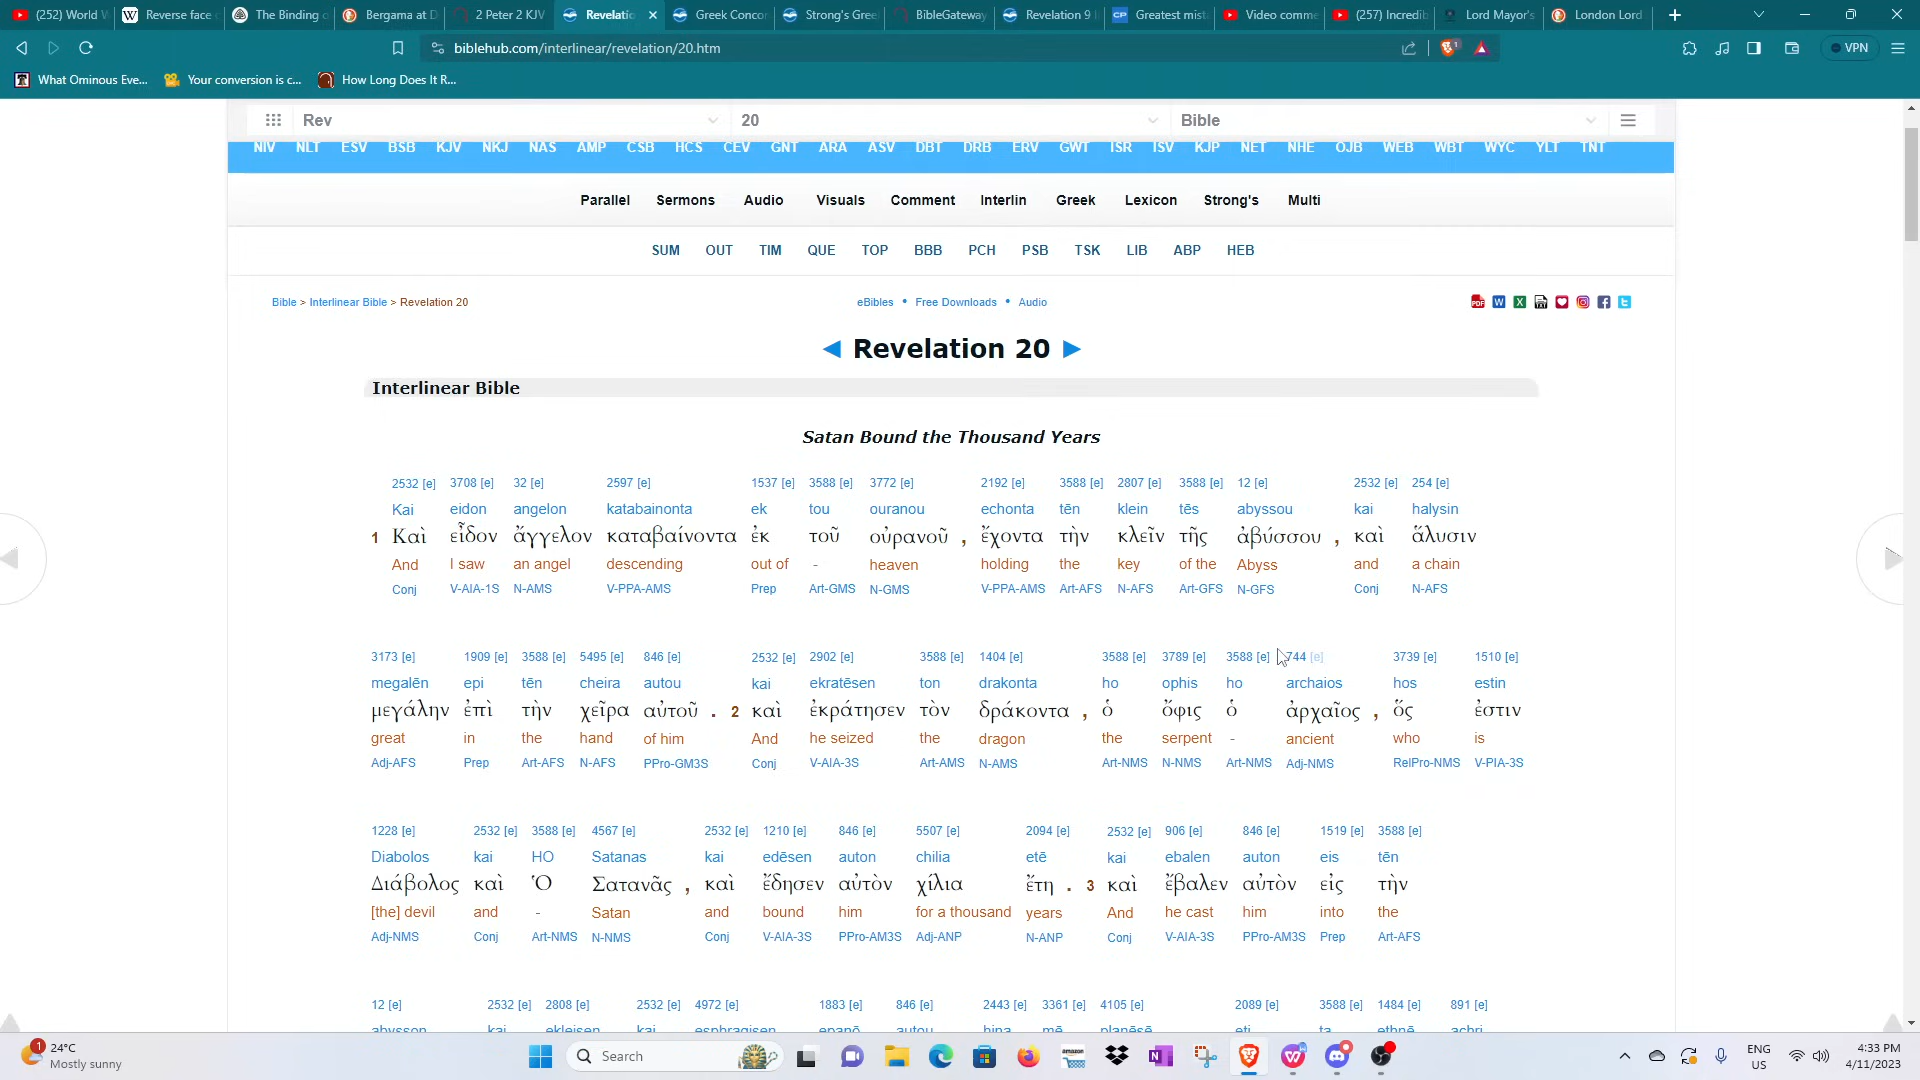 (252) World W
Reverse face
The Binding o
Bergama at D
2 Peter 2 KJV
Revelatio
Greek Concor
Strong's Gree
BibleGateway
Revelation 9 I
Greatest mist
Video comme
(257) Incredib
Lord Mayor's
London Lord
biblehub.com/interlinear/revelation/20.htm
VPN
What Ominous Eve...
Your conversion is c...
How Long Does It R...
Rev 20 Bible
NIV NLT ESV BSB KJV NKJ NAS AMP CSB HCS CEV GNT ARA ASV DBT DRB ERV GWT ISR ISV KJP NET NHE OJB WEB WBT WYC YLT TNT
Parallel Sermons Audio Visuals Comment Interlin Greek Lexicon Strong's Multi
SUM OUT TIM QUE TOP BBB PCH PSB TSK LIB ABP HEB
Bible > Interlinear Bible > Revelation 20
eBibles • Free Downloads • Audio
◄ Revelation 20 ►
Interlinear Bible
Satan Bound the Thousand Years
2532 [e] 3708 [e] 32 [e] 2597 [e] 1537 [e] 3588 [e] 3772 [e] 2192 [e] 3588 [e] 2807 [e] 3588 [e] 12 [e] 2532 [e] 254 [e]
Kai eidon angelon katabainonta ek tou ouranou echonta tēn klein tēs abyssou kai halysin
1 Καὶ εἶδον ἄγγελον καταβαίνοντα ἐκ τοῦ οὐρανοῦ , ἔχοντα τὴν κλεῖν τῆς ἀβύσσου , καὶ ἅλυσιν
And I saw an angel descending out of - heaven holding the key of the Abyss and a chain
Conj V-AIA-1S N-AMS V-PPA-AMS Prep Art-GMS N-GMS V-PPA-AMS Art-AFS N-AFS Art-GFS N-GFS Conj N-AFS
3173 [e] 1909 [e] 3588 [e] 5495 [e] 846 [e] 2532 [e] 2902 [e] 3588 [e] 1404 [e] 3588 [e] 3789 [e] 3588 [e] 744 [e] 3739 [e] 1510 [e]
megalēn epi tēn cheira autou kai ekratēsen ton drakonta ho ophis ho archaios hos estin
μεγάλην ἐπὶ τὴν χεῖρα αὐτοῦ . 2 καὶ ἐκράτησεν τὸν δράκοντα , ὁ ὄφις ὁ ἀρχαῖος , ὅς ἐστιν
great in the hand of him And he seized the dragon the serpent - ancient who is
Adj-AFS Prep Art-AFS N-AFS PPro-GM3S Conj V-AIA-3S Art-AMS N-AMS Art-NMS N-NMS Art-NMS Adj-NMS RelPro-NMS V-PIA-3S
1228 [e] 2532 [e] 3588 [e] 4567 [e] 2532 [e] 1210 [e] 846 [e] 5507 [e] 2094 [e] 2532 [e] 906 [e] 846 [e] 1519 [e] 3588 [e]
Diabolos kai HO Satanas kai edēsen auton chilia etē kai ebalen auton eis tēn
Διάβολος καὶ Ὁ Σατανᾶς , καὶ ἔδησεν αὐτὸν χίλια ἔτη . 3 καὶ ἔβαλεν αὐτὸν εἰς τὴν
[the] devil and - Satan and bound him for a thousand years And he cast him into the
Adj-NMS Conj Art-NMS N-NMS Conj V-AIA-3S PPro-AM3S Adj-ANP N-ANP Conj V-AIA-3S PPro-AM3S Prep Art-AFS
12 [e] 2532 [e] 2808 [e] 2532 [e] 4972 [e] 1883 [e] 846 [e] 2443 [e] 3361 [e] 4105 [e] 2089 [e] 3588 [e] 1484 [e] 891 [e]
abysson kai ekleisen kai esphragisen epanō autou hina mē planēsē eti ta ethnē achri
24°C
Mostly sunny
Search
ENG
US
4:33 PM
4/11/2023